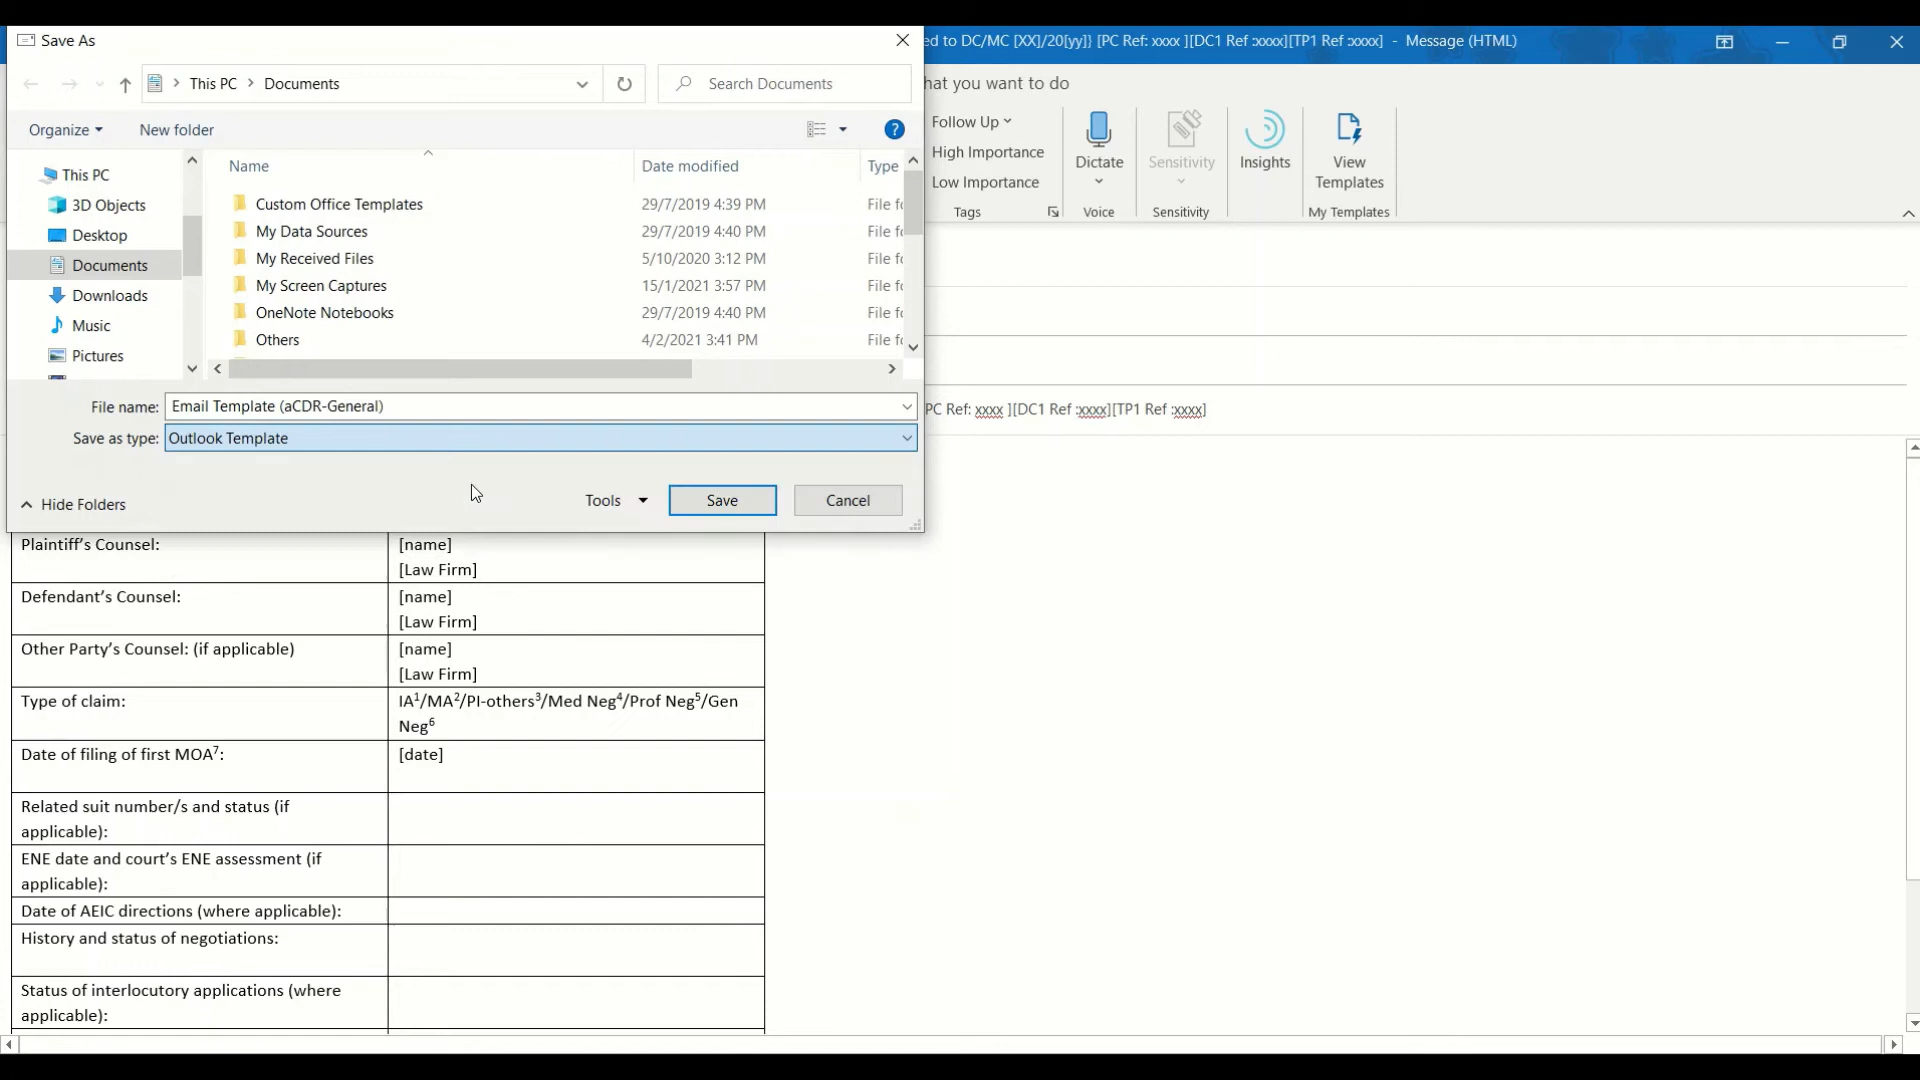 Save As
ed to DC/MC [XX]/20[yy]} [PC Ref: xxxx ][DC1 Ref :xxxx][TP1 Ref :xxxx] - Message (HTML)
This PC > Documents
Search Documents
hat you want to do
Organize
New folder
Follow Up
High Importance
Low Importance
Tags
Dictate
Voice
Sensitivity
Sensitivity
Insights
View
Templates
My Templates
Name
Date modified
Type
This PC
3D Objects
Desktop
Documents
Downloads
Music
Pictures
Custom Office Templates 29/7/2019 4:39 PM File fo
My Data Sources 29/7/2019 4:40 PM File fo
My Received Files 5/10/2020 3:12 PM File fo
My Screen Captures 15/1/2021 3:57 PM File fo
OneNote Notebooks 29/7/2019 4:40 PM File fo
Others 4/2/2021 3:41 PM File fo
File name: Email Template (aCDR-General)
PC Ref: xxxx ][DC1 Ref :xxxx][TP1 Ref :xxxx]
Save as type: Outlook Template
Hide Folders
Tools
Save
Cancel
Plaintiff’s Counsel: [name]
[Law Firm]
Defendant’s Counsel: [name]
[Law Firm]
Other Party’s Counsel: (if applicable) [name]
[Law Firm]
Type of claim: IA¹/MA²/PI-others³/Med Neg⁴/Prof Neg⁵/Gen
Neg⁶
Date of filing of first MOA⁷: [date]
Related suit number/s and status (if
applicable):
ENE date and court’s ENE assessment (if
applicable):
Date of AEIC directions (where applicable):
History and status of negotiations:
Status of interlocutory applications (where
applicable):